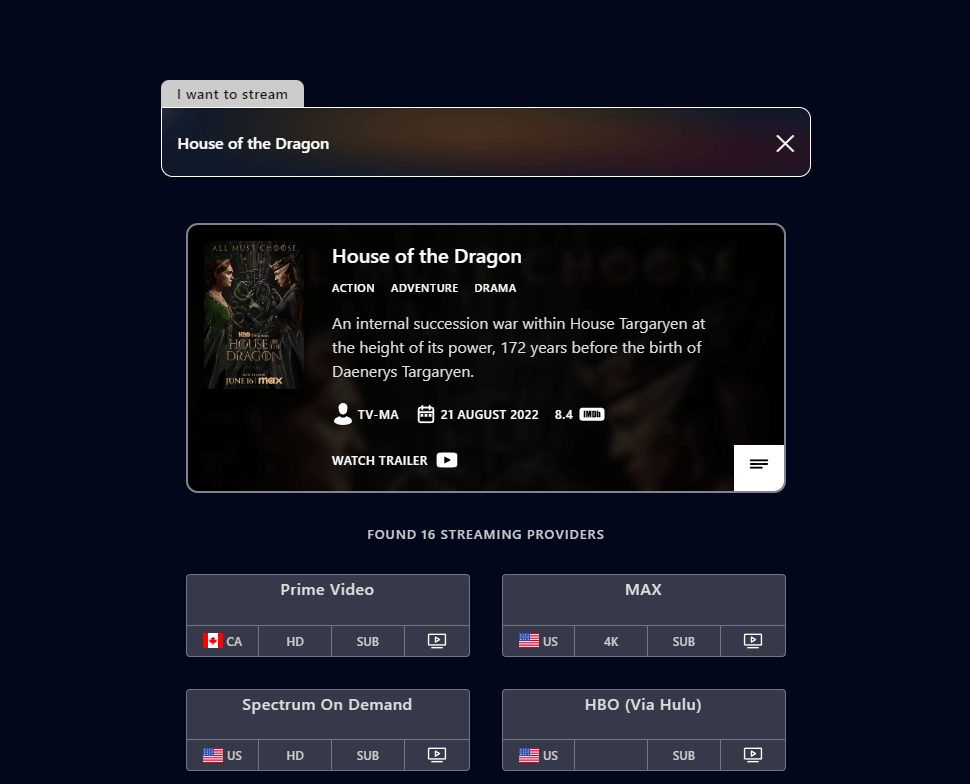 I want to stream
House of the Dragon
ALL MUST CHOOSE
HBO
HOUSE OF THE
DRAGON
JUNE 16 | max
House of the Dragon
ACTION ADVENTURE DRAMA
An internal succession war within House Targaryen at
the height of its power, 172 years before the birth of
Daenerys Targaryen.
TV-MA 21 AUGUST 2022 8.4 IMDb
WATCH TRAILER
FOUND 16 STREAMING PROVIDERS
Prime Video
CA HD SUB
MAX
US 4K SUB
Spectrum On Demand
US HD SUB
HBO (Via Hulu)
US SUB